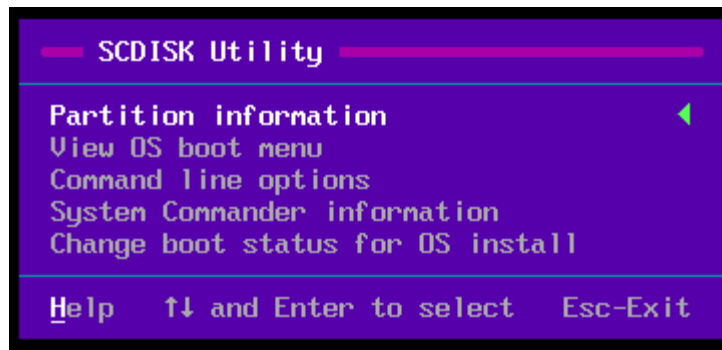 SCDISK Utility
Partition information
View OS boot menu
Command line options
System Commander information
Change boot status for OS install
Help ↑↓ and Enter to select Esc-Exit